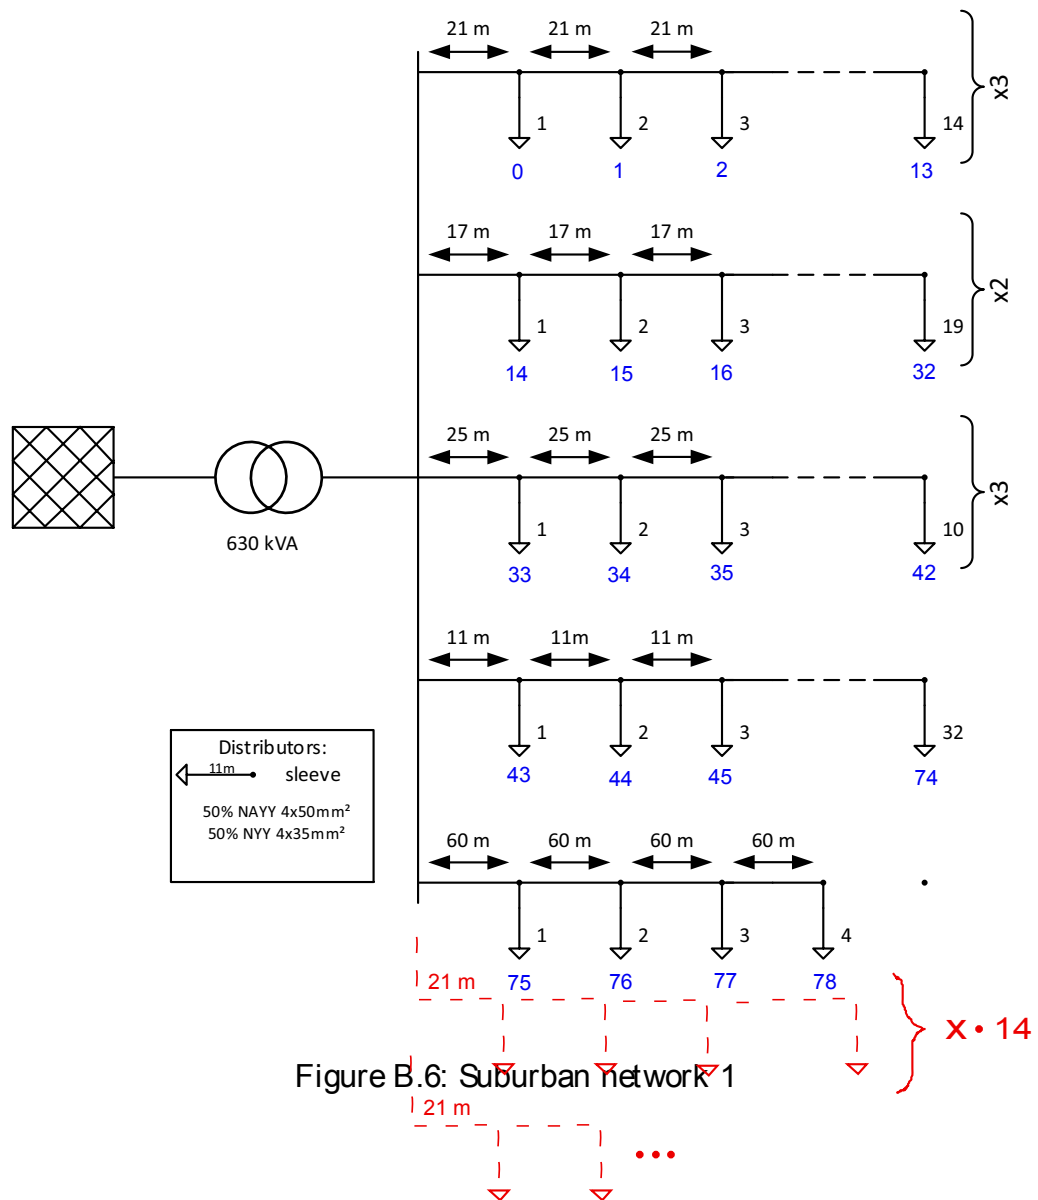 21 m 21 m 21 m
1 2 3 14
0 1 2 13
x3
17 m 17 m 17 m
1 2 3 19
14 15 16 32
x2
25 m 25 m 25 m
1 2 3 10
33 34 35 42
x3
630 kVA
11 m 11m 11 m
1 2 3 32
43 44 45 74
Distributors:
11m sleeve
50% NAYY 4x50mm²
50% NYY 4x35mm²
60 m 60 m 60 m 60 m
1 2 3 4
75 76 77 78
21 m
x • 14
Figure B.6: Suburban network 1
21 m
•••